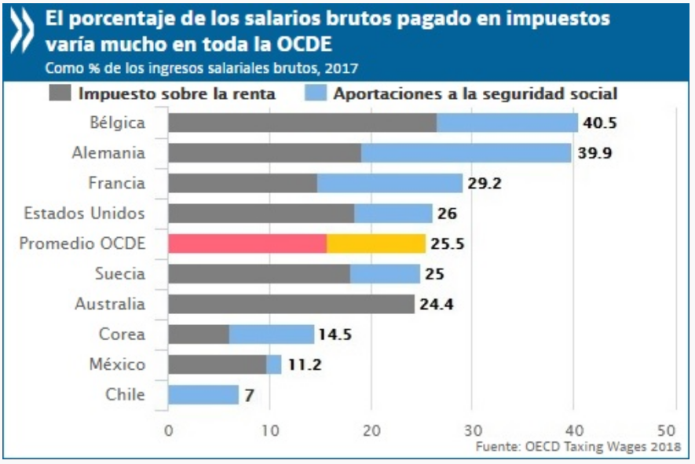 El porcentaje de los salarios brutos pagado en impuestos
varía mucho en toda la OCDE
Como % de los ingresos salariales brutos, 2017
Impuesto sobre la renta Aportaciones a la seguridad social
Bélgica 40.5
Alemania 39.9
Francia 29.2
Estados Unidos 26
Promedio OCDE 25.5
Suecia 25
Australia 24.4
Corea 14.5
México 11.2
Chile 7
0 10 20 30 40 50
Fuente: OECD Taxing Wages 2018